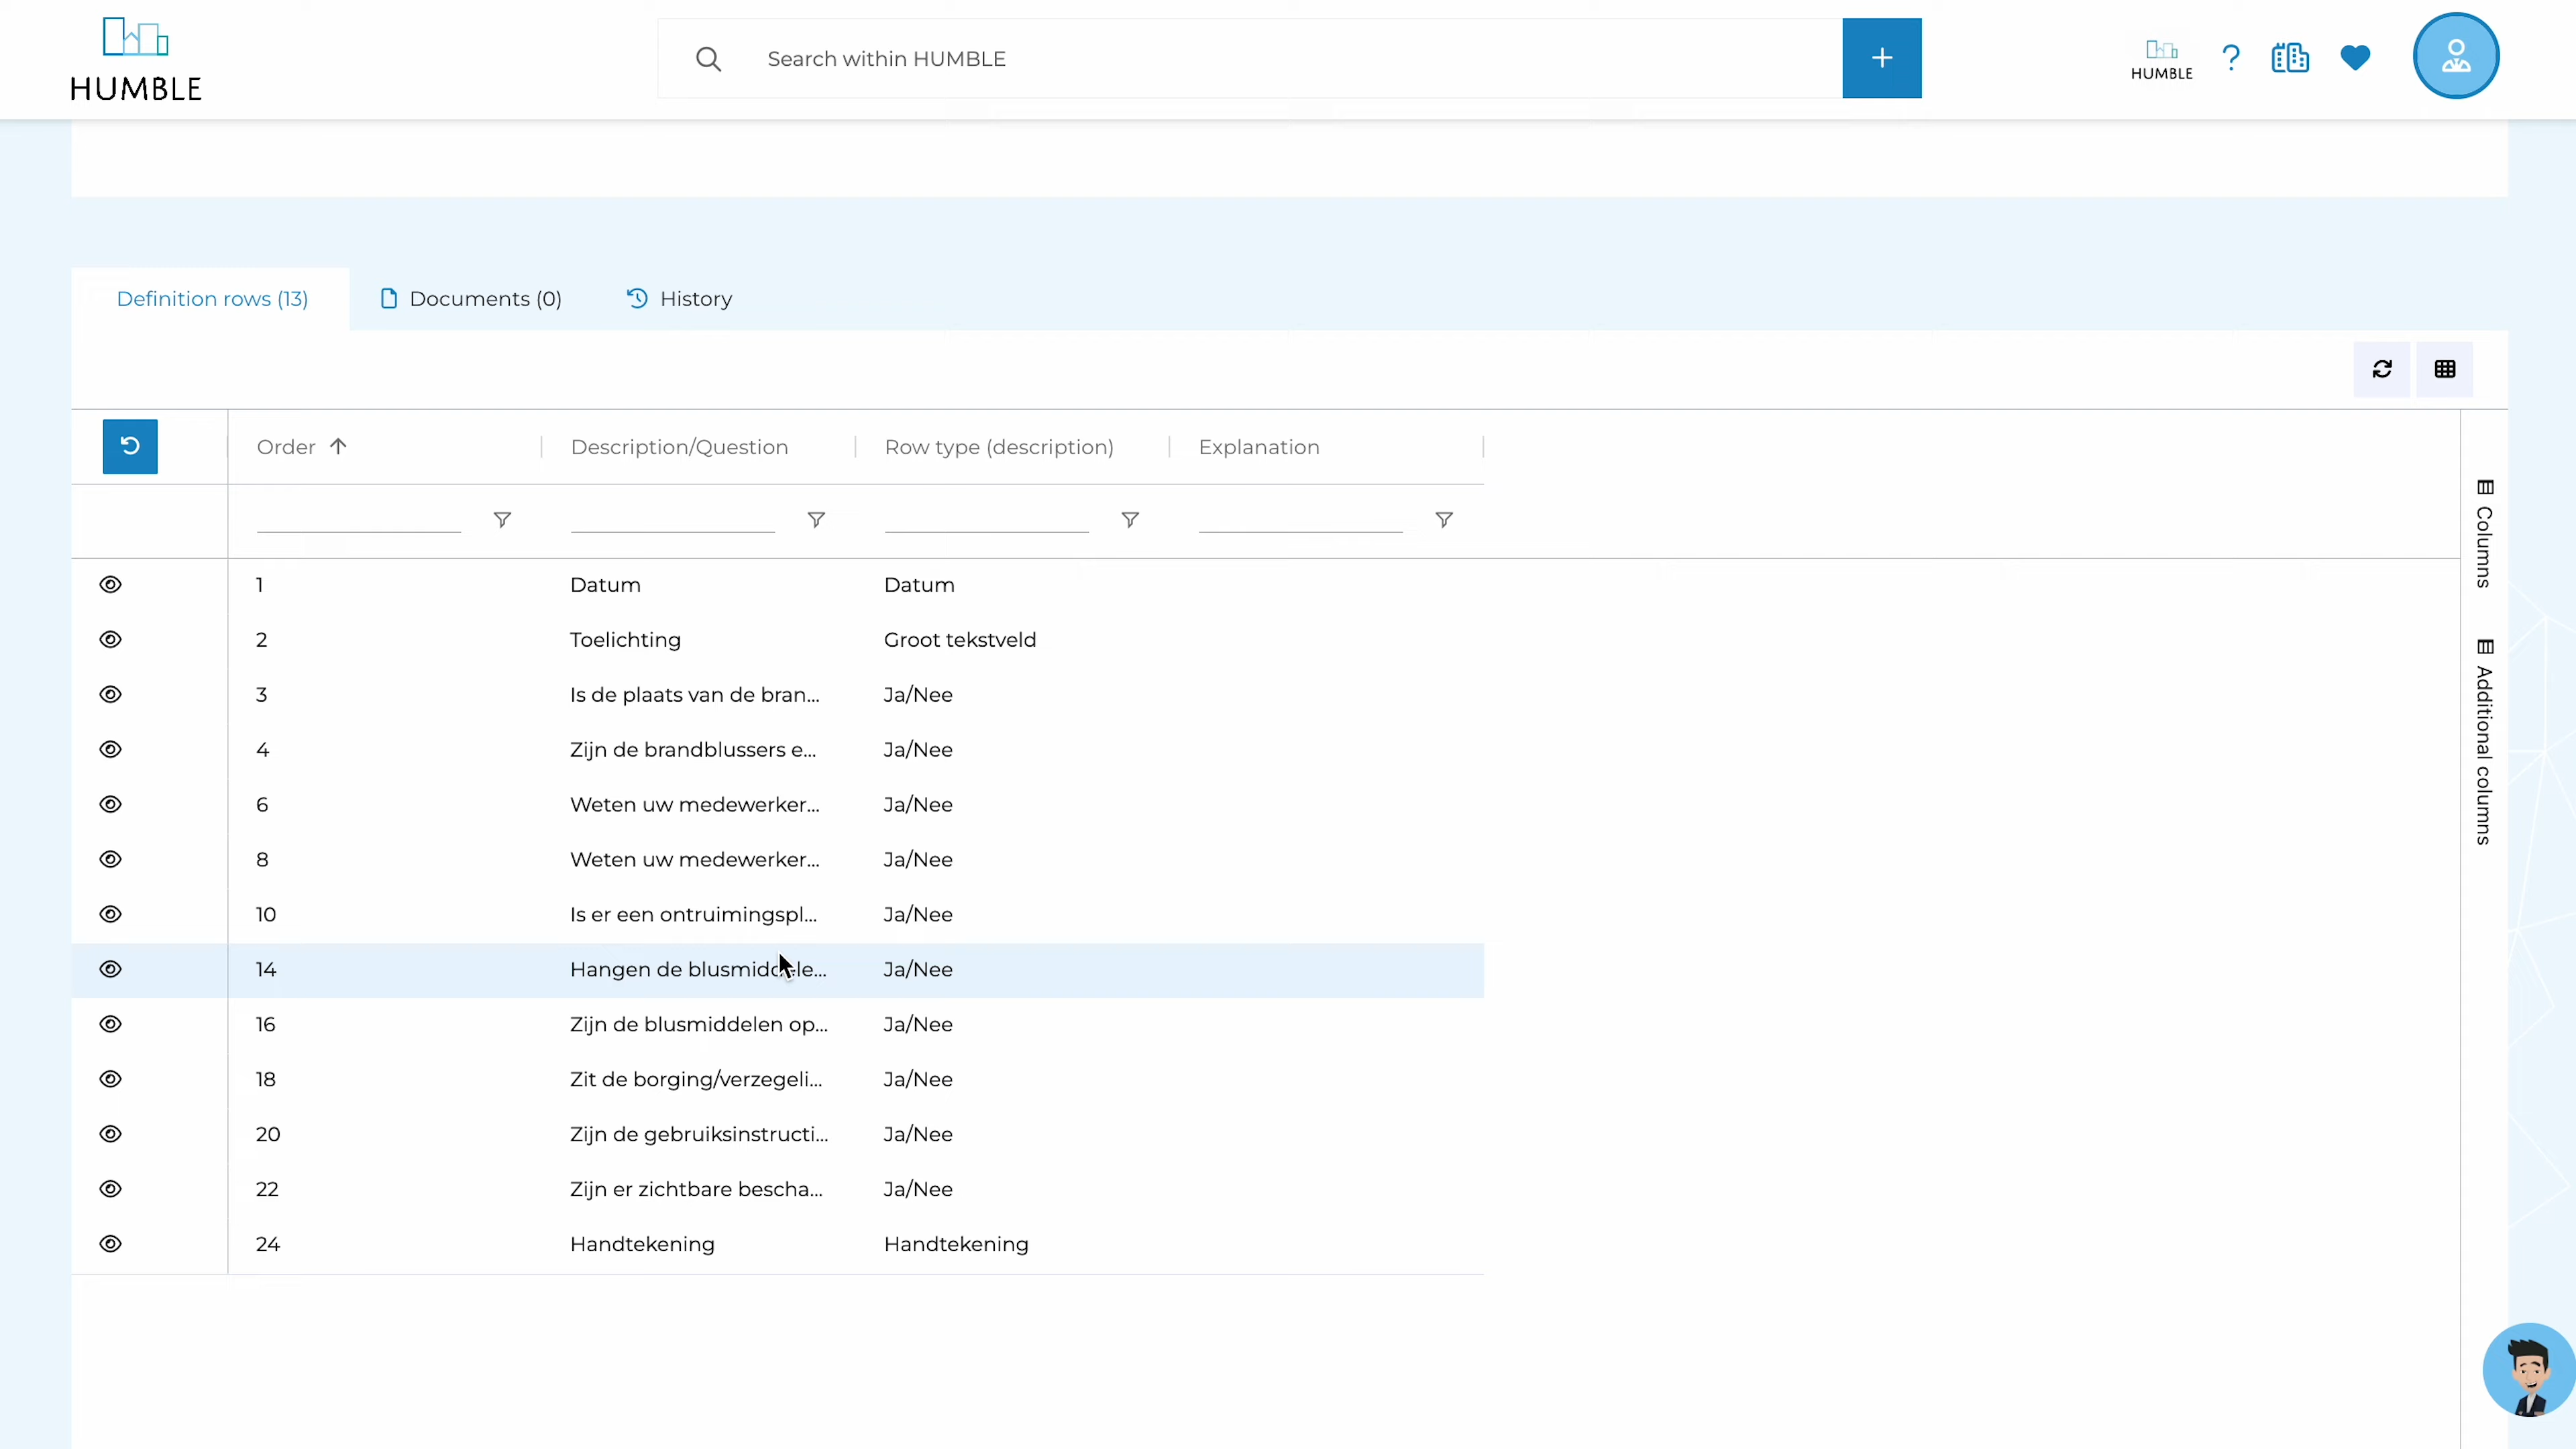 HUMBLE
Search within HUMBLE
+
HUMBLE
?
Definition rows (13)
Documents (0)
History
Order
Description/Question
Row type (description)
Explanation
1 Datum Datum
2 Toelichting Groot tekstveld
3 Is de plaats van de bran... Ja/Nee
4 Zijn de brandblussers e... Ja/Nee
6 Weten uw medewerker... Ja/Nee
8 Weten uw medewerker... Ja/Nee
10 Is er een ontruimingspl... Ja/Nee
14 Hangen de blusmiddele... Ja/Nee
16 Zijn de blusmiddelen op... Ja/Nee
18 Zit de borging/verzegeli... Ja/Nee
20 Zijn de gebruiksinstructi... Ja/Nee
22 Zijn er zichtbare bescha... Ja/Nee
24 Handtekening Handtekening
Columns
Additional columns